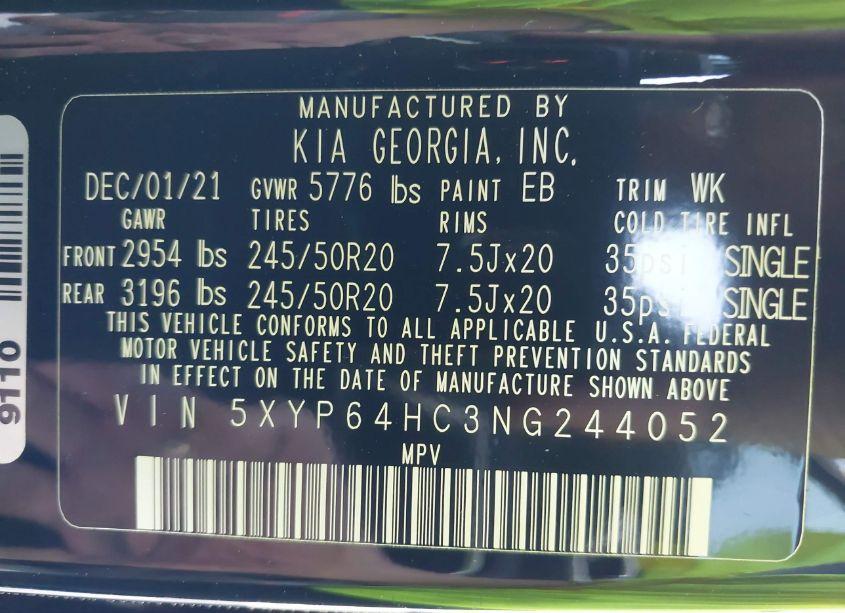 MANUFACTURED BY
KIA GEORGIA, INC.
DEC/01/21 GVWR 5776 lbs PAINT EB TRIM WK
GAWR TIRES RIMS COLD TIRE INFL
FRONT 2954 lbs 245/50R20 7.5Jx20 35psi SINGLE
REAR 3196 lbs 245/50R20 7.5Jx20 35psi SINGLE
THIS VEHICLE CONFORMS TO ALL APPLICABLE U.S.A. FEDERAL
MOTOR VEHICLE SAFETY AND THEFT PREVENTION STANDARDS
IN EFFECT ON THE DATE OF MANUFACTURE SHOWN ABOVE
VIN 5XYP64HC3NG244052
MPV
9110